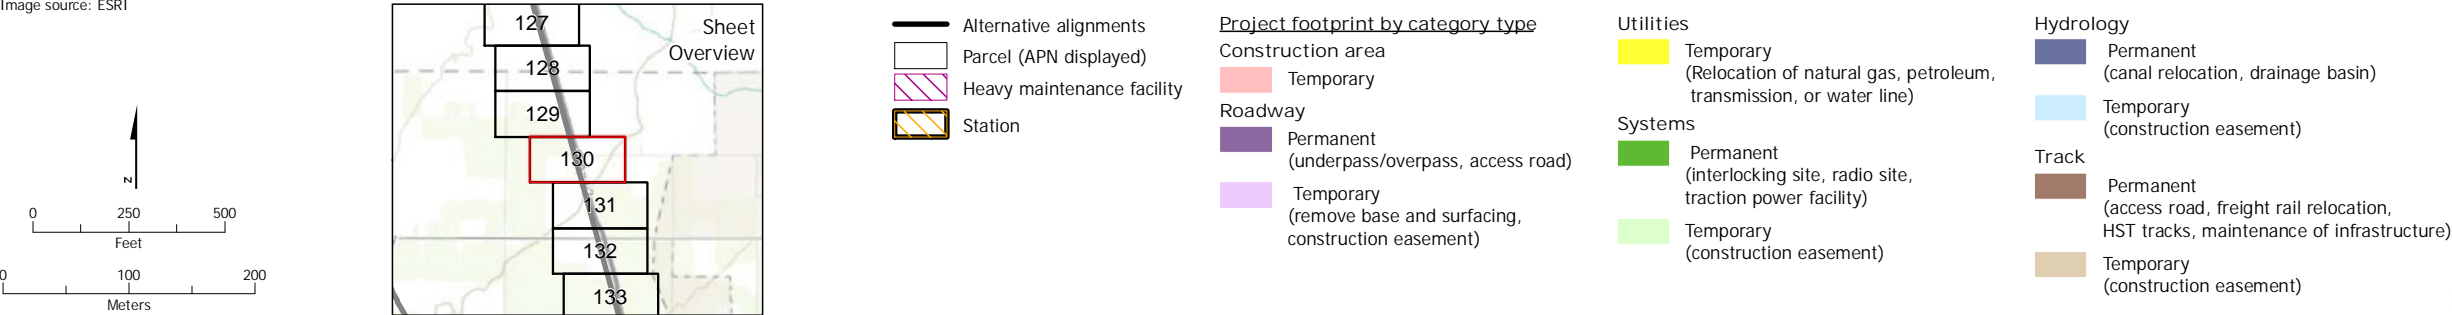 Image source: ESRI
N
0 250 500
Feet
0 100 200
Meters
Sheet
Overview
127
128
129
130
131
132
133
Alternative alignments
Parcel (APN displayed)
Heavy maintenance facility
Station
Project footprint by category type
Construction area
Temporary
Roadway
Permanent
(underpass/overpass, access road)
Temporary
(remove base and surfacing,
construction easement)
Utilities
Temporary
(Relocation of natural gas, petroleum,
transmission, or water line)
Systems
Permanent
(interlocking site, radio site,
traction power facility)
Temporary
(construction easement)
Hydrology
Permanent
(canal relocation, drainage basin)
Temporary
(construction easement)
Track
Permanent
(access road, freight rail relocation,
HST tracks, maintenance of infrastructure)
Temporary
(construction easement)